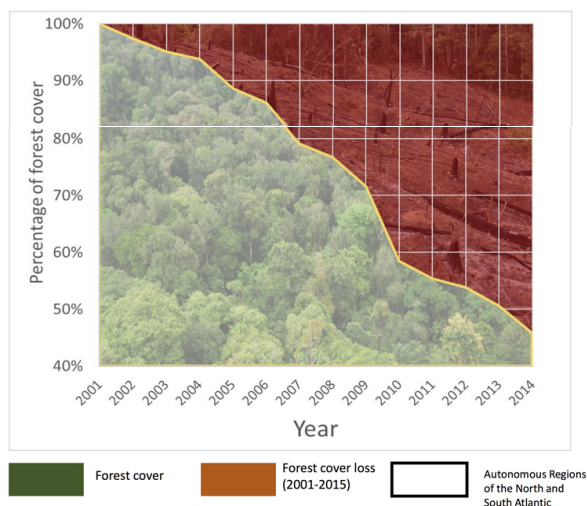 100%
90%
80%
70%
60%
50%
40%
Percentage of forest cover
2001 2002 2003 2004 2005 2006 2007 2008 2009 2010 2011 2012 2013 2014
Year
Forest cover
Forest cover loss
(2001-2015)
Autonomous Regions
of the North and
South Atlantic